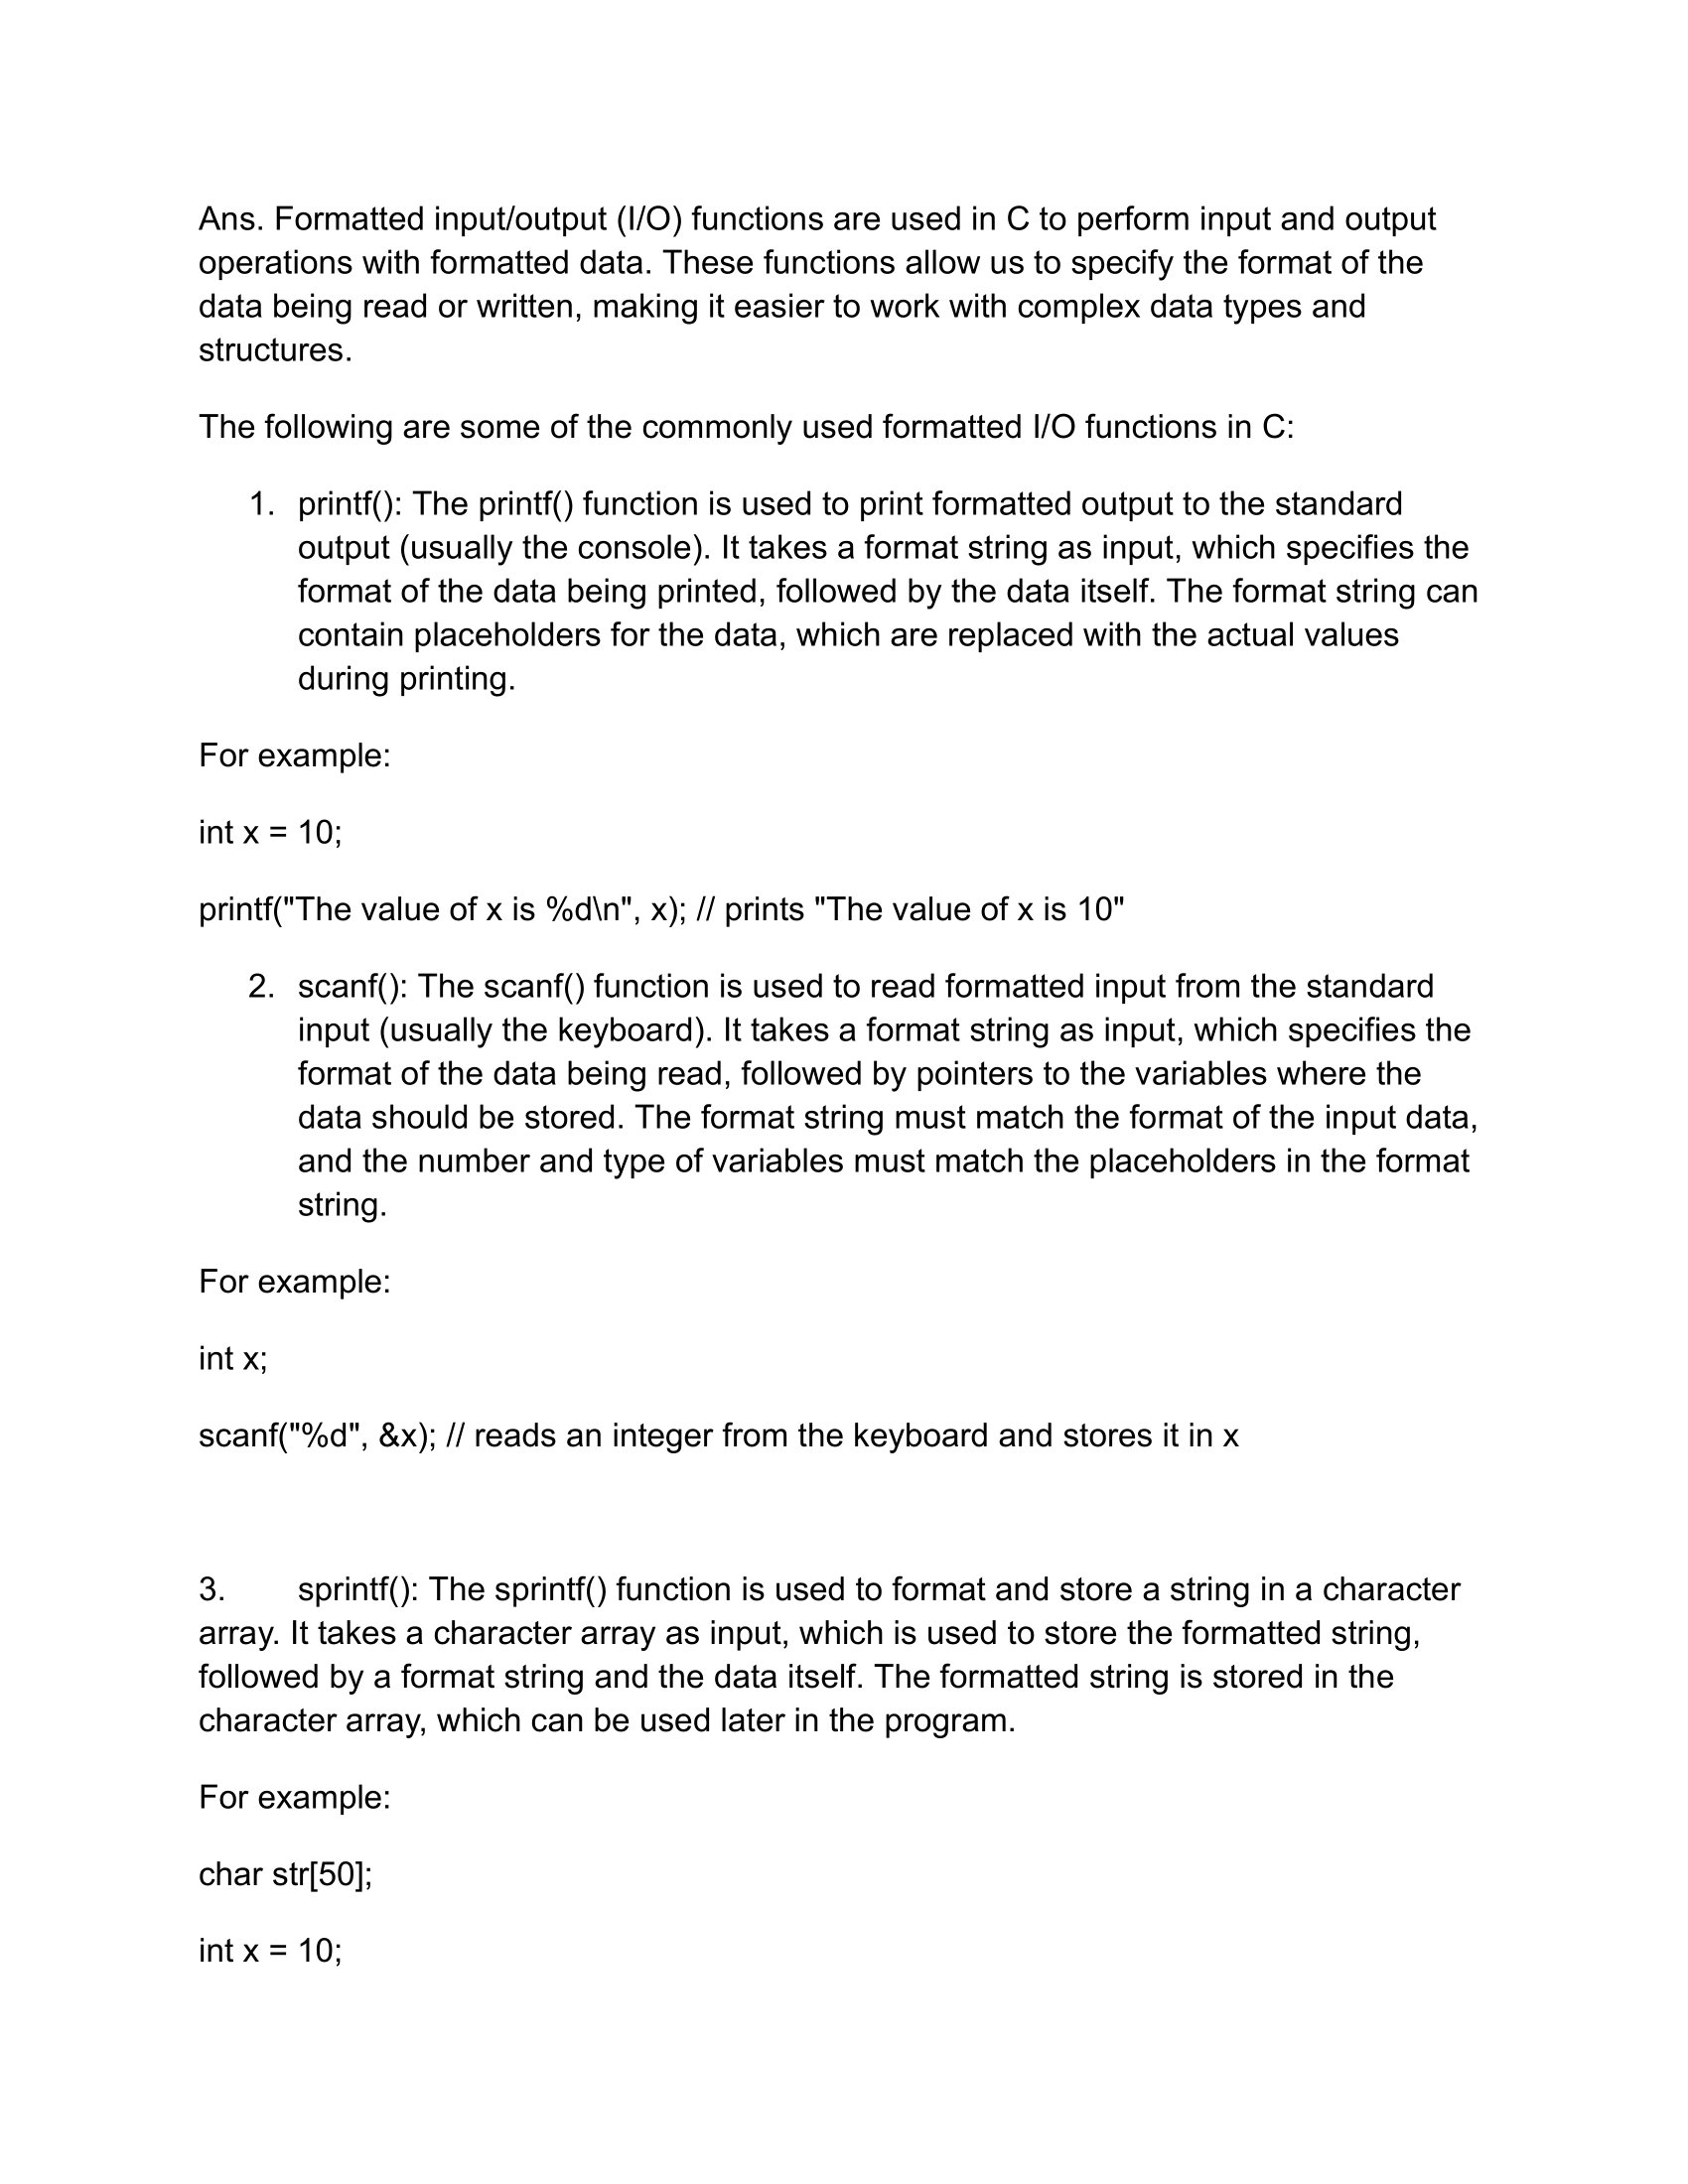 Ans. Formatted input/output (I/O) functions are used in C to perform input and output
operations with formatted data. These functions allow us to specify the format of the
data being read or written, making it easier to work with complex data types and
structures.
The following are some of the commonly used formatted I/O functions in C:
1. printf(): The printf() function is used to print formatted output to the standard
output (usually the console). It takes a format string as input, which specifies the
format of the data being printed, followed by the data itself. The format string can
contain placeholders for the data, which are replaced with the actual values
during printing.
For example:
int x = 10;
printf("The value of x is %d\n", x); // prints "The value of x is 10"
2. scanf(): The scanf() function is used to read formatted input from the standard
input (usually the keyboard). It takes a format string as input, which specifies the
format of the data being read, followed by pointers to the variables where the
data should be stored. The format string must match the format of the input data,
and the number and type of variables must match the placeholders in the format
string.
For example:
int x;
scanf("%d", &x); // reads an integer from the keyboard and stores it in x
3. sprintf(): The sprintf() function is used to format and store a string in a character
array. It takes a character array as input, which is used to store the formatted string,
followed by a format string and the data itself. The formatted string is stored in the
character array, which can be used later in the program.
For example:
char str[50];
int x = 10;